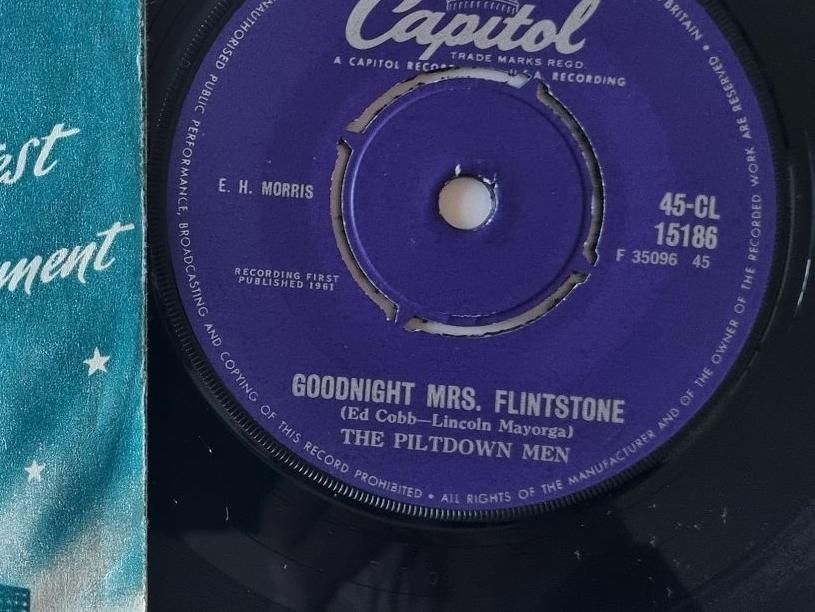 est
ment
Capitol
TRADE MARKS REGD.
A CAPITOL RECORDING
E. H. MORRIS
45-CL
15186
F 35096 45
RECORDING FIRST
PUBLISHED 1961
GOODNIGHT MRS. FLINTSTONE
(Ed Cobb—Lincoln Mayorga)
THE PILTDOWN MEN
BRITAIN • ALL RIGHTS OF THE MANUFACTURER AND OF THE OWNER OF THE RECORDED WORK ARE RESERVED •
UNAUTHORISED PUBLIC PERFORMANCE, BROADCASTING AND COPYING OF THIS RECORD PROHIBITED •